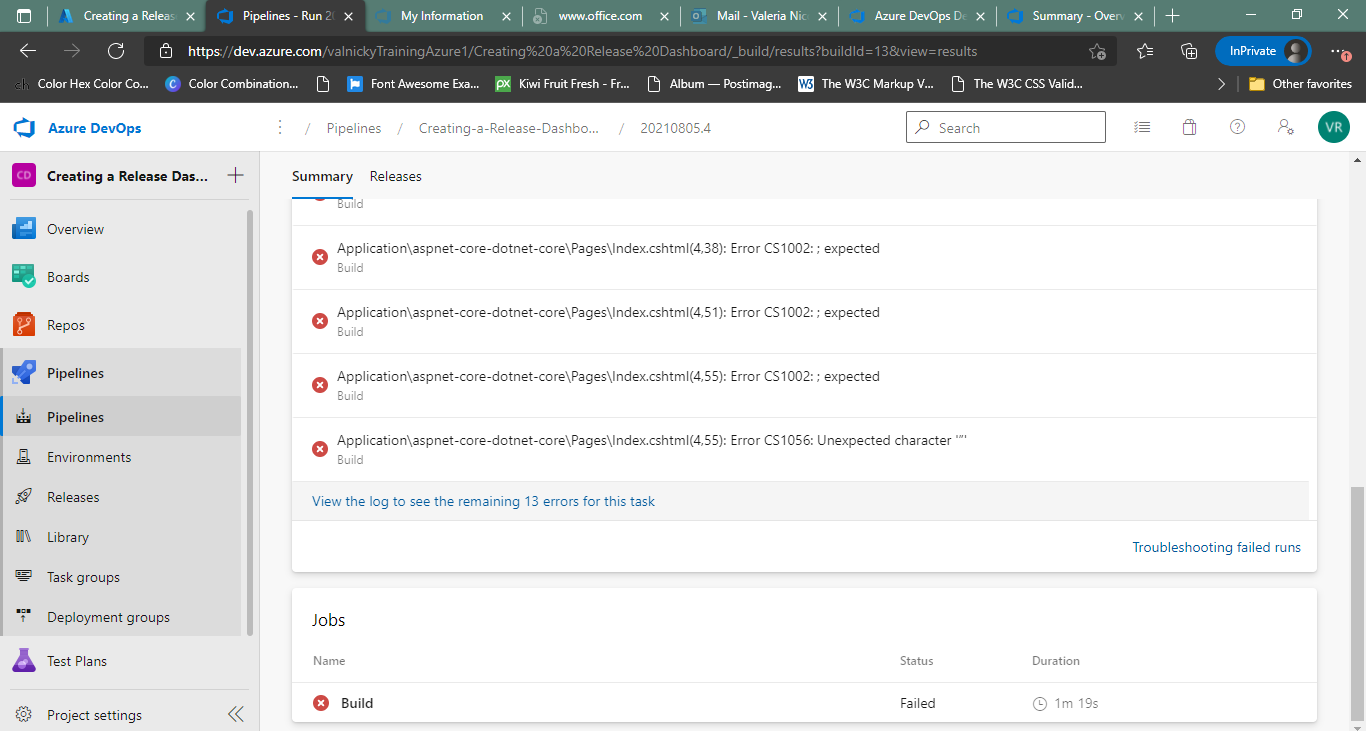 Creating a Releas
Pipelines - Run 20
My Information
www.office.com
Mail - Valeria Nic
Azure DevOps De
Summary - Overv
https://dev.azure.com/valnickyTrainingAzure1/Creating%20a%20Release%20Dashboard/_build/results?buildId=13&view=results
InPrivate
ch Color Hex Color Co...
C Color Combination...
Font Awesome Exa...
px Kiwi Fruit Fresh - Fr...
Album — Postimag...
W3 The W3C Markup V...
The W3C CSS Valid...
Other favorites
Azure DevOps
/ Pipelines / Creating-a-Release-Dashbo... / 20210805.4
Search
VR
CD Creating a Release Das...
Overview
Boards
Repos
Pipelines
Pipelines
Environments
Releases
Library
Task groups
Deployment groups
Test Plans
Project settings
Summary Releases
Build
Application\aspnet-core-dotnet-core\Pages\Index.cshtml(4,38): Error CS1002: ; expected
Build
Application\aspnet-core-dotnet-core\Pages\Index.cshtml(4,51): Error CS1002: ; expected
Build
Application\aspnet-core-dotnet-core\Pages\Index.cshtml(4,55): Error CS1002: ; expected
Build
Application\aspnet-core-dotnet-core\Pages\Index.cshtml(4,55): Error CS1056: Unexpected character '”'
Build
View the log to see the remaining 13 errors for this task
Troubleshooting failed runs
Jobs
Name Status Duration
Build Failed 1m 19s